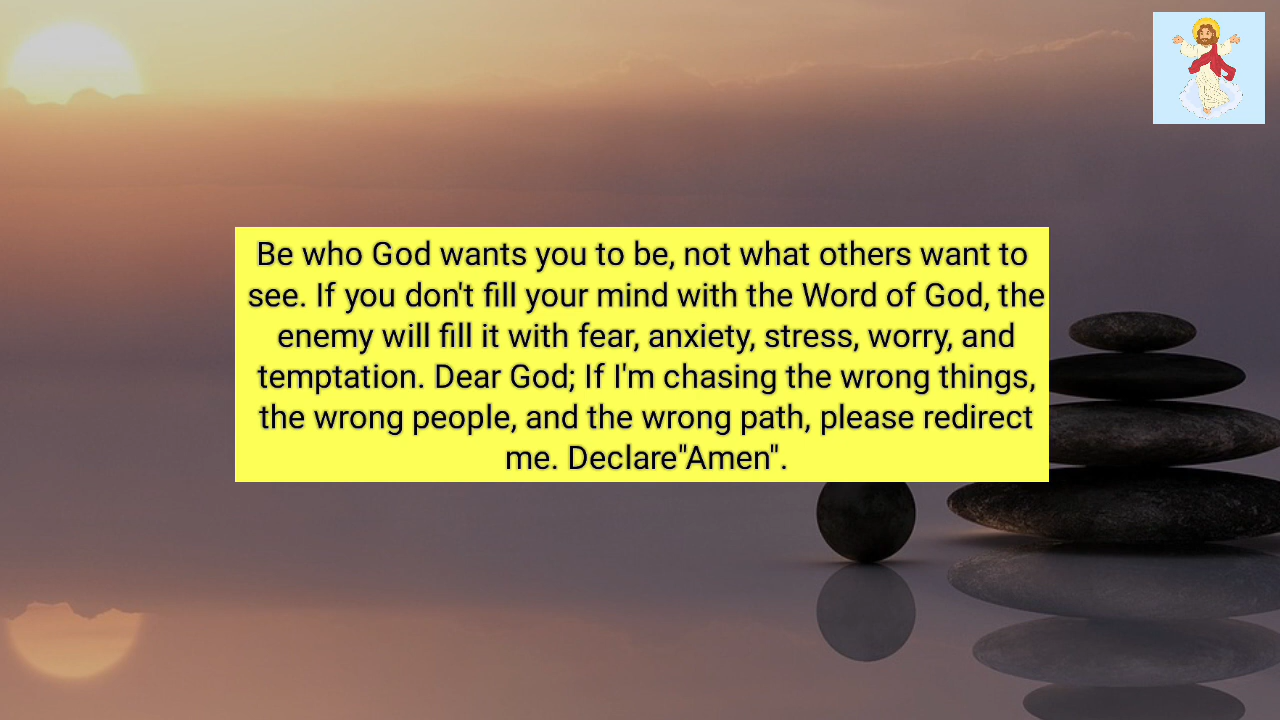 Be who God wants you to be, not what others want to
see. If you don't fill your mind with the Word of God, the
enemy will fill it with fear, anxiety, stress, worry, and
temptation. Dear God; If I'm chasing the wrong things,
the wrong people, and the wrong path, please redirect
me. Declare"Amen".